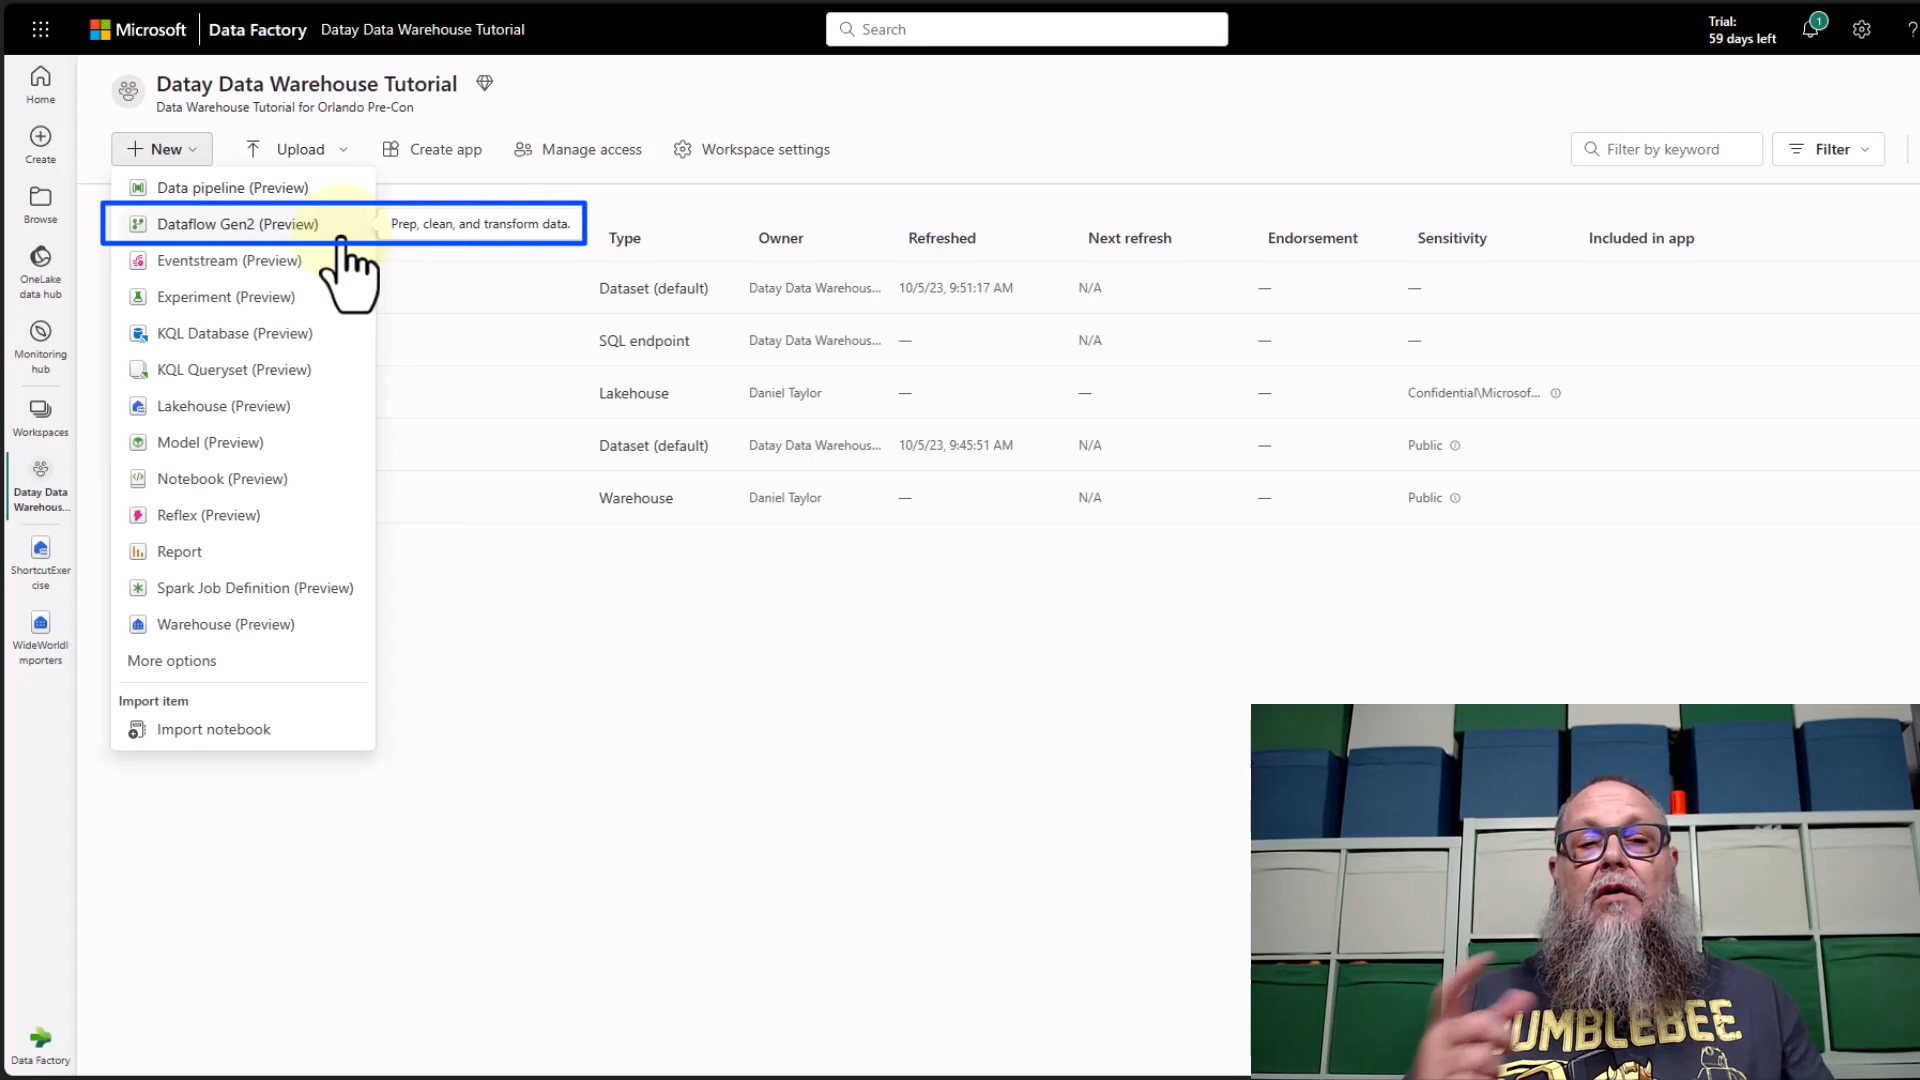 Microsoft Data Factory Datay Data Warehouse Tutorial
Search
Trial:
59 days left
1
?
Home
Create
Browse
OneLake
data hub
Monitoring
hub
Workspaces
Datay Data
Warehous...
ShortcutExer
cise
WideWorldI
mporters
Data Factory
Datay Data Warehouse Tutorial
Data Warehouse Tutorial for Orlando Pre-Con
New Upload Create app Manage access Workspace settings
Filter by keyword Filter
Data pipeline (Preview)
Dataflow Gen2 (Preview) Prep, clean, and transform data.
Eventstream (Preview)
Experiment (Preview)
KQL Database (Preview)
KQL Queryset (Preview)
Lakehouse (Preview)
Model (Preview)
Notebook (Preview)
Reflex (Preview)
Report
Spark Job Definition (Preview)
Warehouse (Preview)
More options
Import item
Import notebook
Type Owner Refreshed Next refresh Endorsement Sensitivity Included in app
Dataset (default) Datay Data Warehous... 10/5/23, 9:51:17 AM N/A — —
SQL endpoint Datay Data Warehous... — N/A — —
Lakehouse Daniel Taylor — — — Confidential\Microsof...
Dataset (default) Datay Data Warehous... 10/5/23, 9:45:51 AM N/A — Public
Warehouse Daniel Taylor — N/A — Public
UMBLEBEE